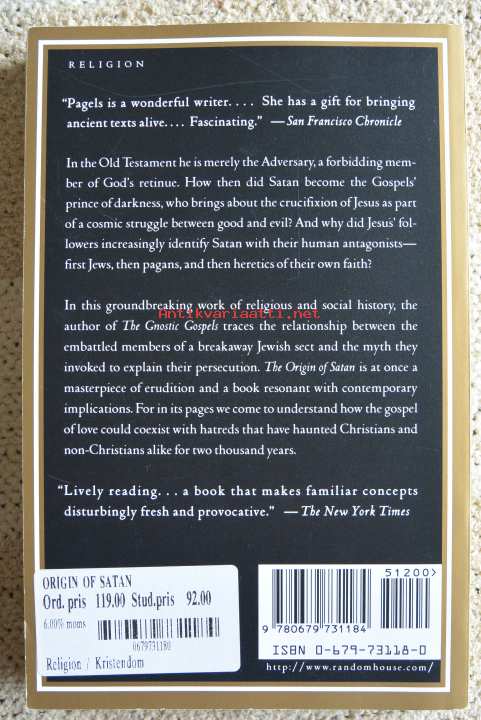 RELIGION
“Pagels is a wonderful writer. . . . She has a gift for bringing
ancient texts alive. . . . Fascinating.” —San Francisco Chronicle
In the Old Testament he is merely the Adversary, a forbidding mem-
ber of God’s retinue. How then did Satan become the Gospels’
prince of darkness, who brings about the crucifixion of Jesus as part
of a cosmic struggle between good and evil? And why did Jesus’ fol-
lowers increasingly identify Satan with their human antagonists—
first Jews, then pagans, and then heretics of their own faith?
In this groundbreaking work of religious and social history, the
Antikvariaatti.net
author of The Gnostic Gospels traces the relationship between the
embattled members of a breakaway Jewish sect and the myth they
invoked to explain their persecution. The Origin of Satan is at once a
masterpiece of erudition and a book resonant with contemporary
implications. For in its pages we come to understand how the gospel
of love could coexist with hatreds that have haunted Christians and
non-Christians alike for two thousand years.
“Lively reading. . . a book that makes familiar concepts
disturbingly fresh and provocative.” —The New York Times
ORIGIN OF SATAN
Ord. pris 119.00 Stud.pris 92.00
6.00% moms
0679731180
Religion / Kristendom
51200>
9 780679 731184
ISBN 0-679-73118-0
http://www.randomhouse.com/